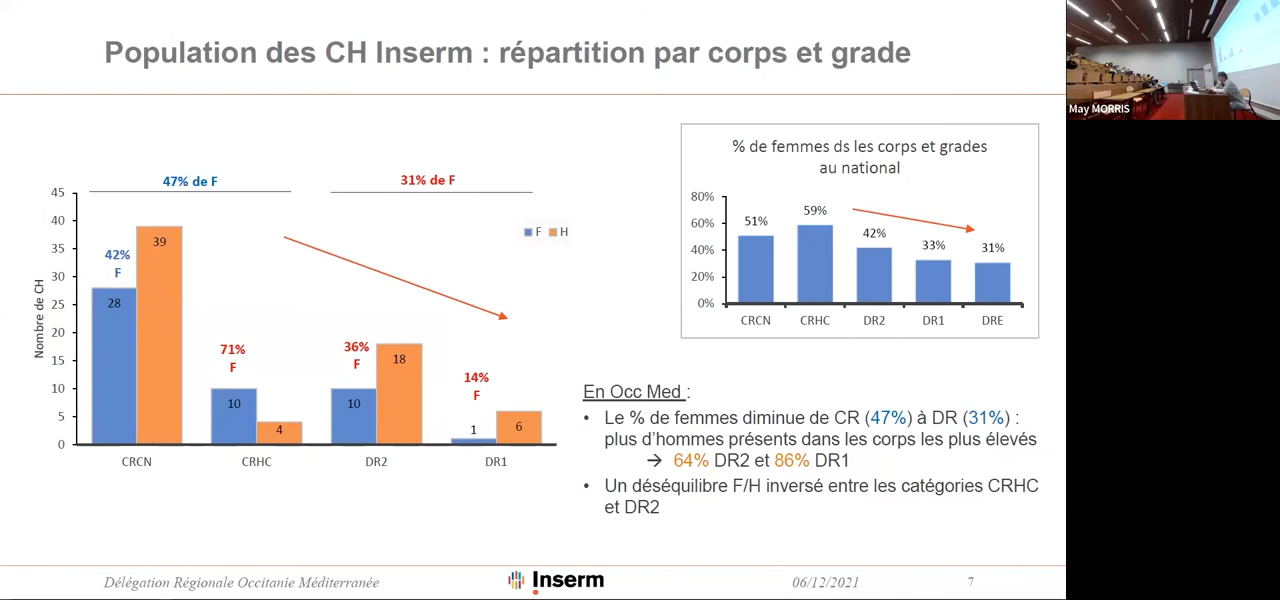 Population des CH Inserm : répartition par corps et grade
May MORRIS
47% de F
31% de F
Nombre de CH
45
40
35
30
25
20
15
10
5
0
F H
42%
F
28
39
71%
F
10
4
36%
F
10
18
14%
F
1
6
CRCN CRHC DR2 DR1
% de femmes ds les corps et grades
au national
80%
60%
40%
20%
0%
51% 59% 42% 33% 31%
CRCN CRHC DR2 DR1 DRE
En Occ Med :
• Le % de femmes diminue de CR (47%) à DR (31%) :
plus d'hommes présents dans les corps les plus élevés
→ 64% DR2 et 86% DR1
• Un déséquilibre F/H inversé entre les catégories CRHC
et DR2
Délégation Régionale Occitanie Méditerranée
Inserm
06/12/2021
7